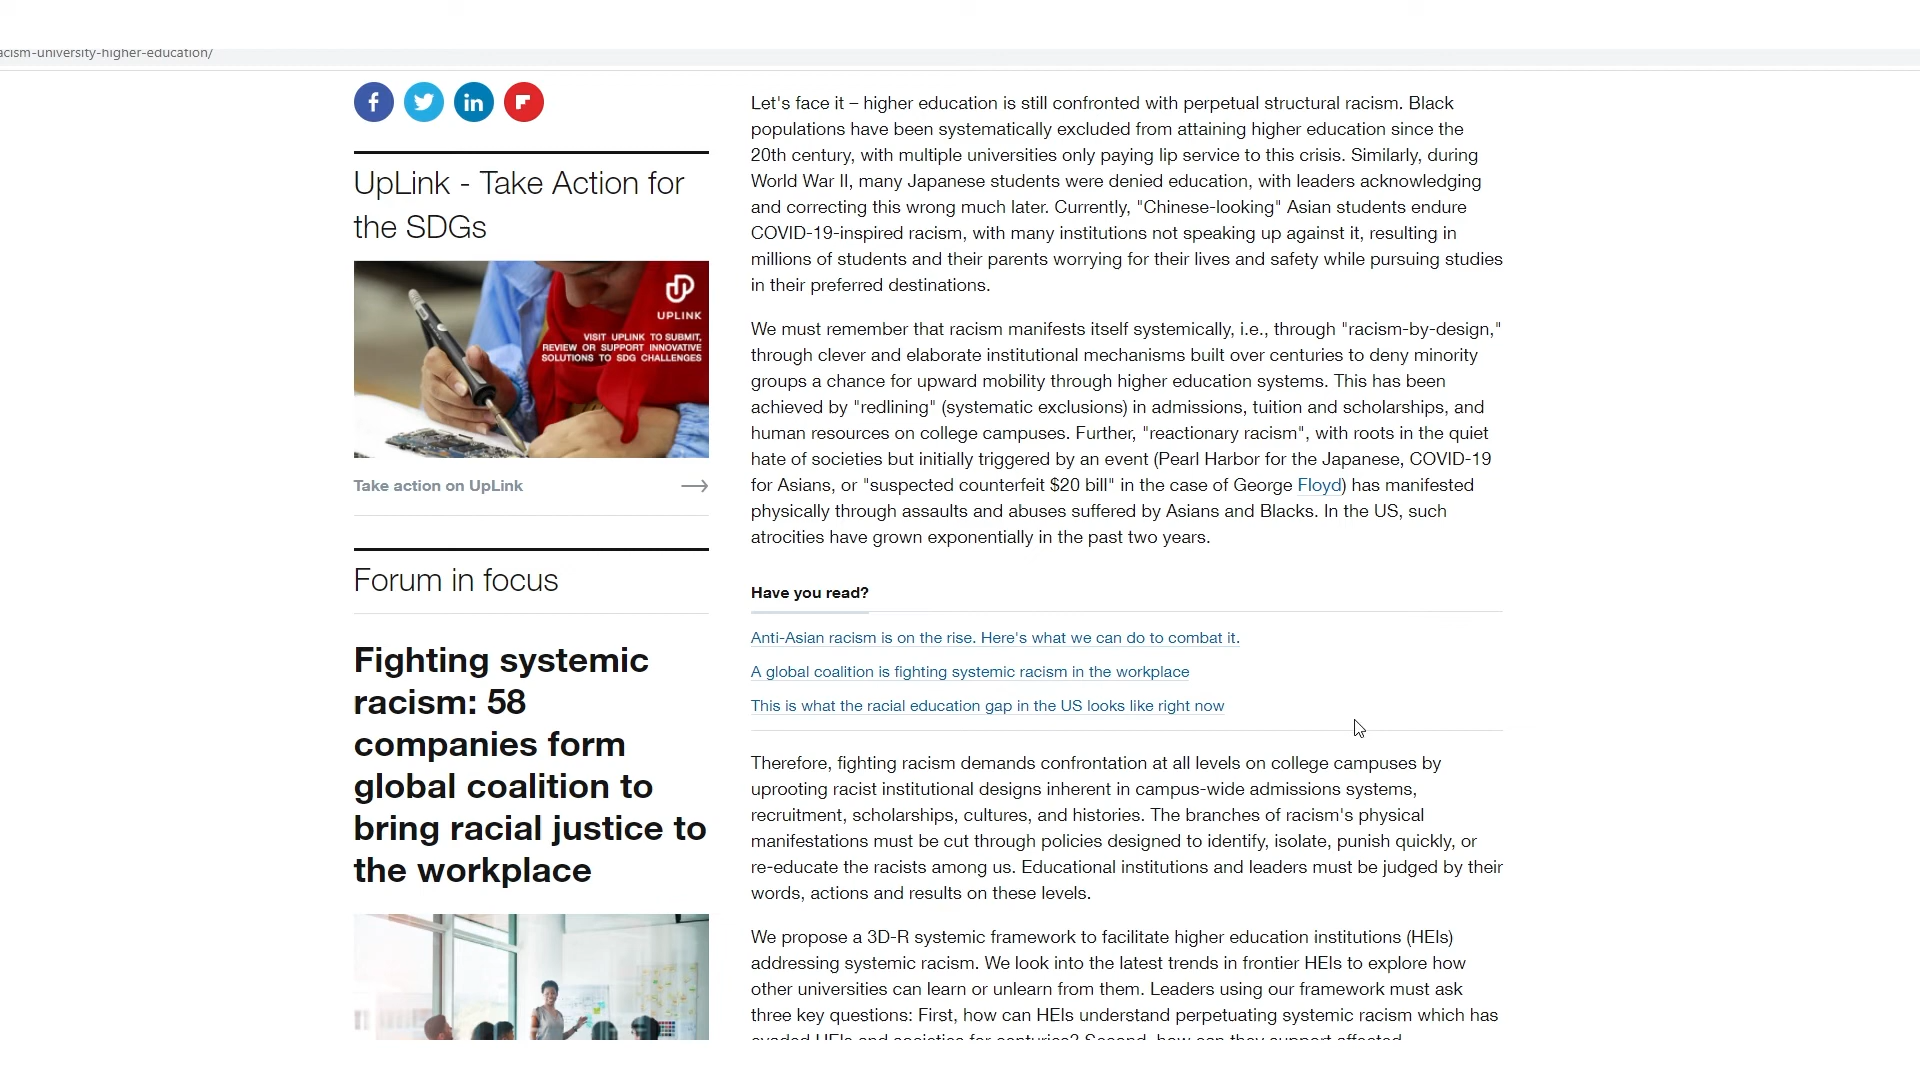 acism-university-higher-education/
UpLink - Take Action for
the SDGs
UPLINK
VISIT UPLINK TO SUBMIT,
REVIEW OR SUPPORT INNOVATIVE
SOLUTIONS TO SDG CHALLENGES
Take action on UpLink
Forum in focus
Fighting systemic
racism: 58
companies form
global coalition to
bring racial justice to
the workplace
Let's face it – higher education is still confronted with perpetual structural racism. Black
populations have been systematically excluded from attaining higher education since the
20th century, with multiple universities only paying lip service to this crisis. Similarly, during
World War II, many Japanese students were denied education, with leaders acknowledging
and correcting this wrong much later. Currently, "Chinese-looking" Asian students endure
COVID-19-inspired racism, with many institutions not speaking up against it, resulting in
millions of students and their parents worrying for their lives and safety while pursuing studies
in their preferred destinations.
We must remember that racism manifests itself systemically, i.e., through "racism-by-design,"
through clever and elaborate institutional mechanisms built over centuries to deny minority
groups a chance for upward mobility through higher education systems. This has been
achieved by "redlining" (systematic exclusions) in admissions, tuition and scholarships, and
human resources on college campuses. Further, "reactionary racism", with roots in the quiet
hate of societies but initially triggered by an event (Pearl Harbor for the Japanese, COVID-19
for Asians, or "suspected counterfeit $20 bill" in the case of George Floyd) has manifested
physically through assaults and abuses suffered by Asians and Blacks. In the US, such
atrocities have grown exponentially in the past two years.
Have you read?
Anti-Asian racism is on the rise. Here's what we can do to combat it.
A global coalition is fighting systemic racism in the workplace
This is what the racial education gap in the US looks like right now
Therefore, fighting racism demands confrontation at all levels on college campuses by
uprooting racist institutional designs inherent in campus-wide admissions systems,
recruitment, scholarships, cultures, and histories. The branches of racism's physical
manifestations must be cut through policies designed to identify, isolate, punish quickly, or
re-educate the racists among us. Educational institutions and leaders must be judged by their
words, actions and results on these levels.
We propose a 3D-R systemic framework to facilitate higher education institutions (HEIs)
addressing systemic racism. We look into the latest trends in frontier HEIs to explore how
other universities can learn or unlearn from them. Leaders using our framework must ask
three key questions: First, how can HEIs understand perpetuating systemic racism which has
evaded HEIs and societies for centuries? Second, how can they support affected